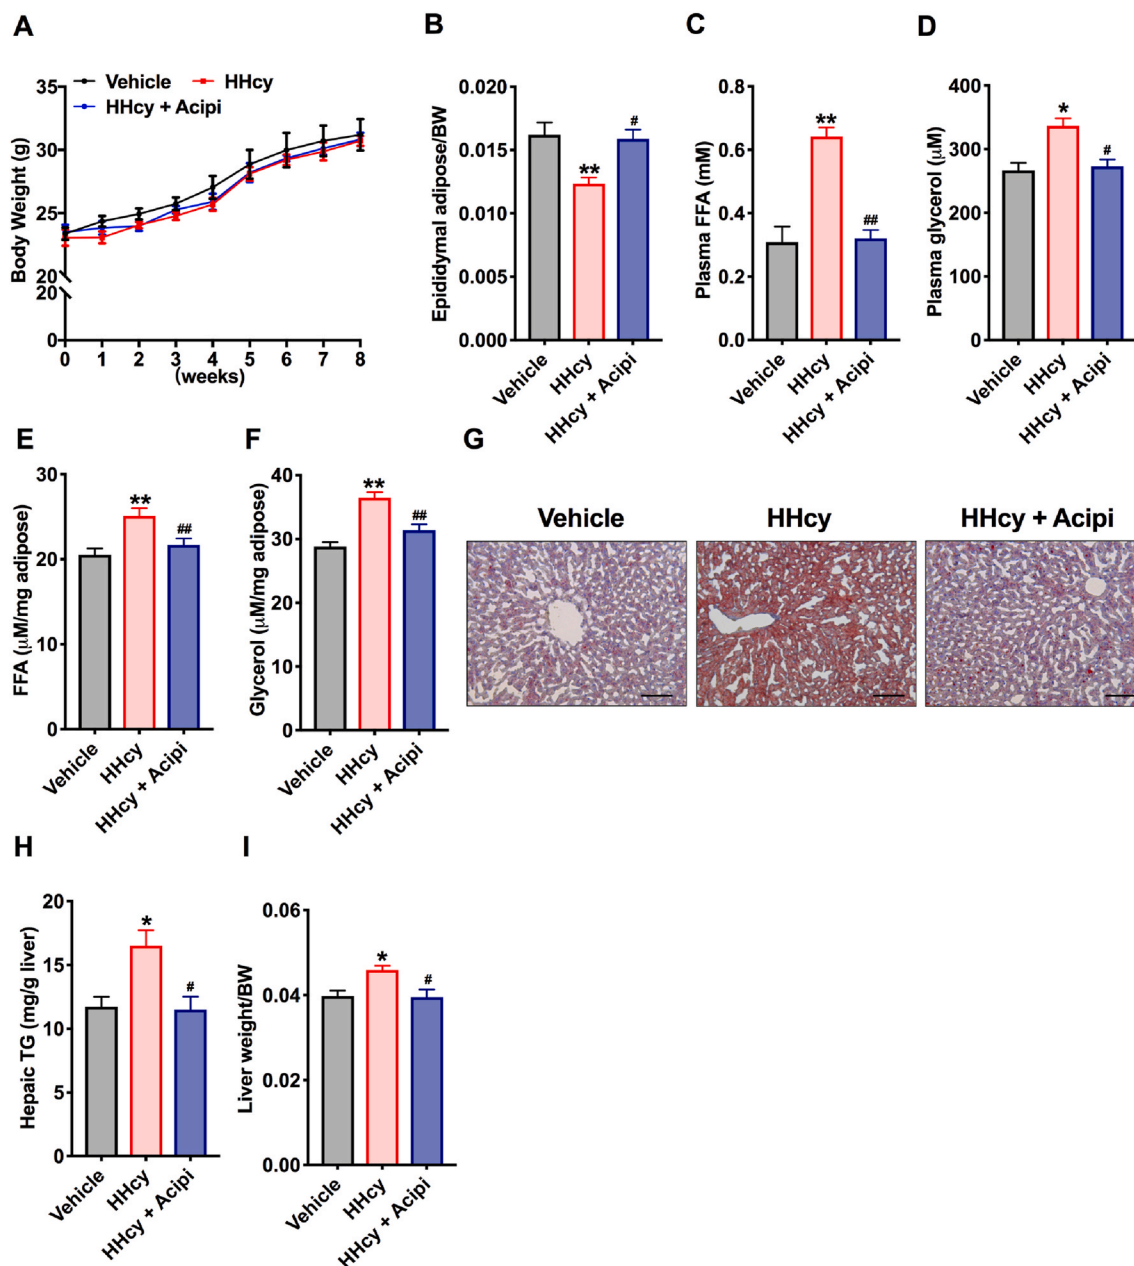 A
Vehicle
HHcy
HHcy + Acipi
Body Weight (g)
35
30
25
20
20
0
0 1 2 3 4 5 6 7 8
(weeks)
B
Epididymal adipose/BW
0.020
0.015
0.010
0.005
0.000
#
**
Vehicle
HHcy
HHcy + Acipi
C
Plasma FFA (mM)
0.8
0.6
0.4
0.2
0.0
**
##
Vehicle
HHcy
HHcy + Acipi
D
Plasma glycerol (μM)
400
300
200
100
0
*
#
Vehicle
HHcy
HHcy + Acipi
E
FFA (μM/mg adipose)
30
20
10
0
**
##
Vehicle
HHcy
HHcy + Acipi
F
Glycerol (μM/mg adipose)
40
30
20
10
0
**
##
Vehicle
HHcy
HHcy + Acipi
G
Vehicle
HHcy
HHcy + Acipi
H
Hepaic TG (mg/g liver)
20
15
10
5
0
*
#
Vehicle
HHcy
HHcy + Acipi
I
Liver weight/BW
0.06
0.04
0.02
0.00
*
#
Vehicle
HHcy
HHcy + Acipi